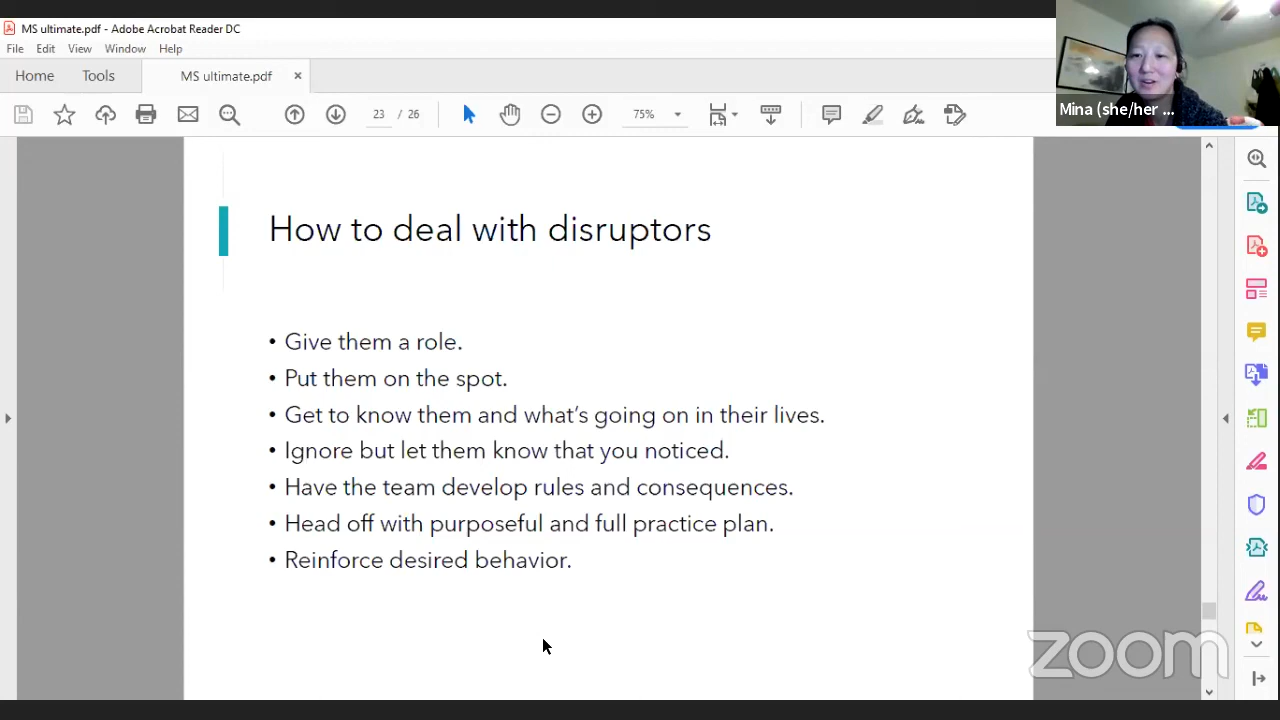 MS ultimate.pdf - Adobe Acrobat Reader DC
File Edit View Window Help
Home Tools MS ultimate.pdf ×
23 / 26 75%
Mina (she/her ...
How to deal with disruptors
• Give them a role.
• Put them on the spot.
• Get to know them and what's going on in their lives.
• Ignore but let them know that you noticed.
• Have the team develop rules and consequences.
• Head off with purposeful and full practice plan.
• Reinforce desired behavior.
zoom